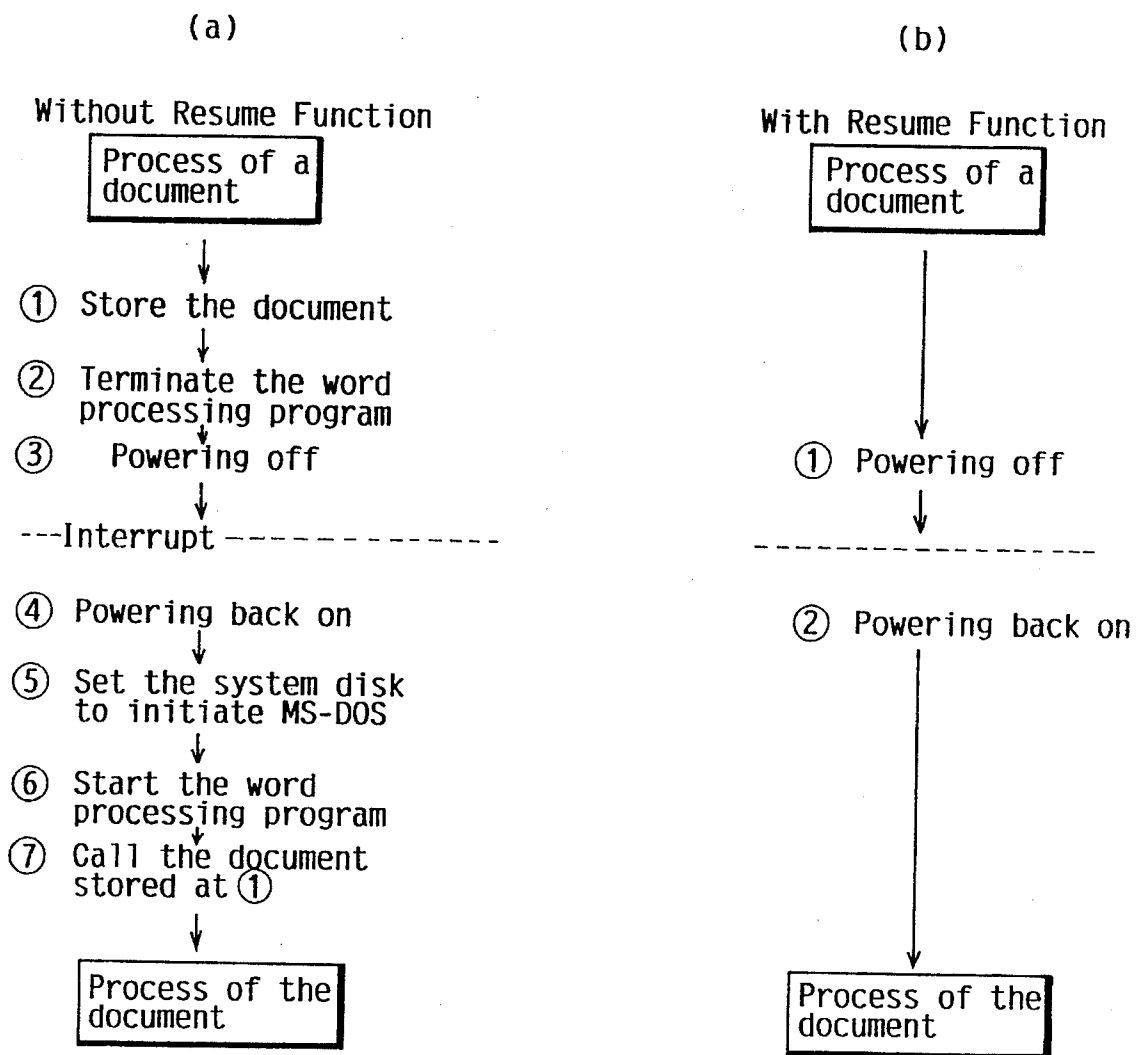 (a)
Without Resume Function
Process of a
document
① Store the document
② Terminate the word
processing program
③ Powering off
---Interrupt--------------
④ Powering back on
⑤ Set the system disk
to initiate MS-DOS
⑥ Start the word
processing program
⑦ Call the document
stored at ①
Process of the
document
(b)
With Resume Function
Process of a
document
① Powering off
② Powering back on
Process of the
document